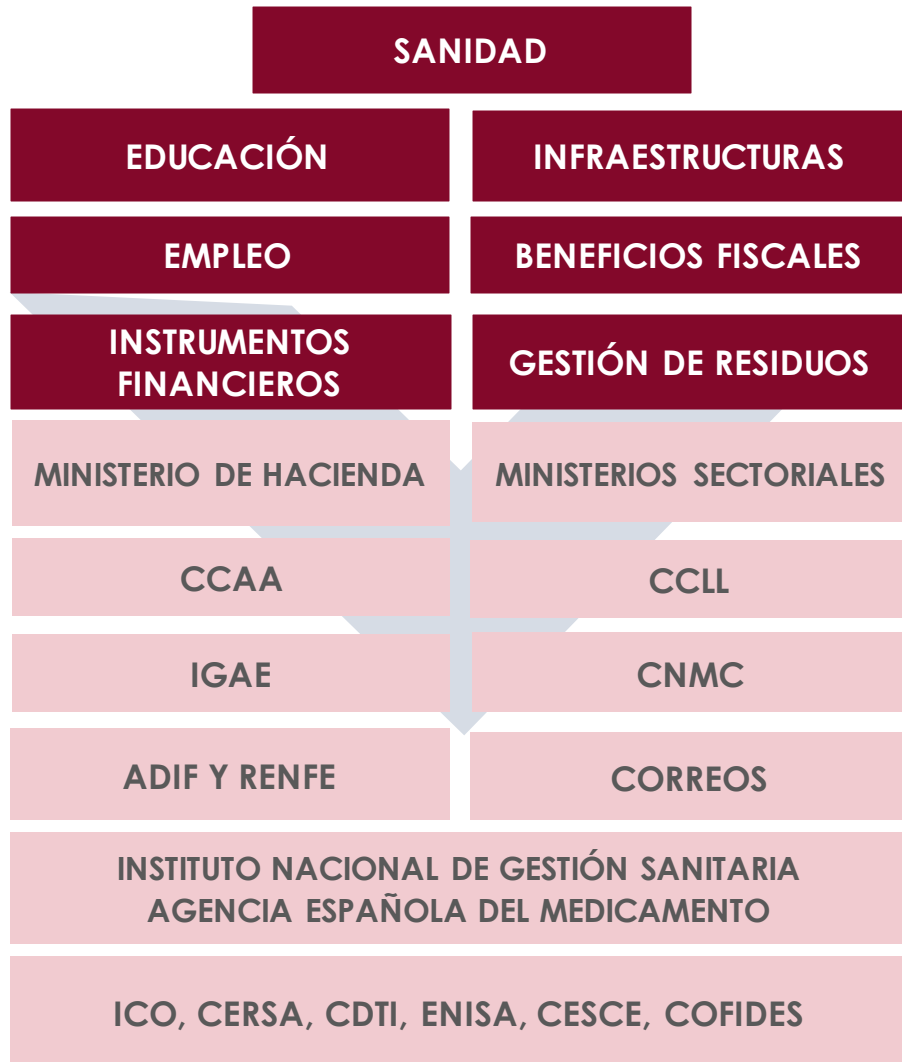 SANIDAD
EDUCACIÓN
INFRAESTRUCTURAS
EMPLEO
BENEFICIOS FISCALES
INSTRUMENTOS
FINANCIEROS
GESTIÓN DE RESIDUOS
MINISTERIO DE HACIENDA
MINISTERIOS SECTORIALES
CCAA
CCLL
IGAE
CNMC
ADIF Y RENFE
CORREOS
INSTITUTO NACIONAL DE GESTIÓN SANITARIA
AGENCIA ESPAÑOLA DEL MEDICAMENTO
ICO, CERSA, CDTI, ENISA, CESCE, COFIDES